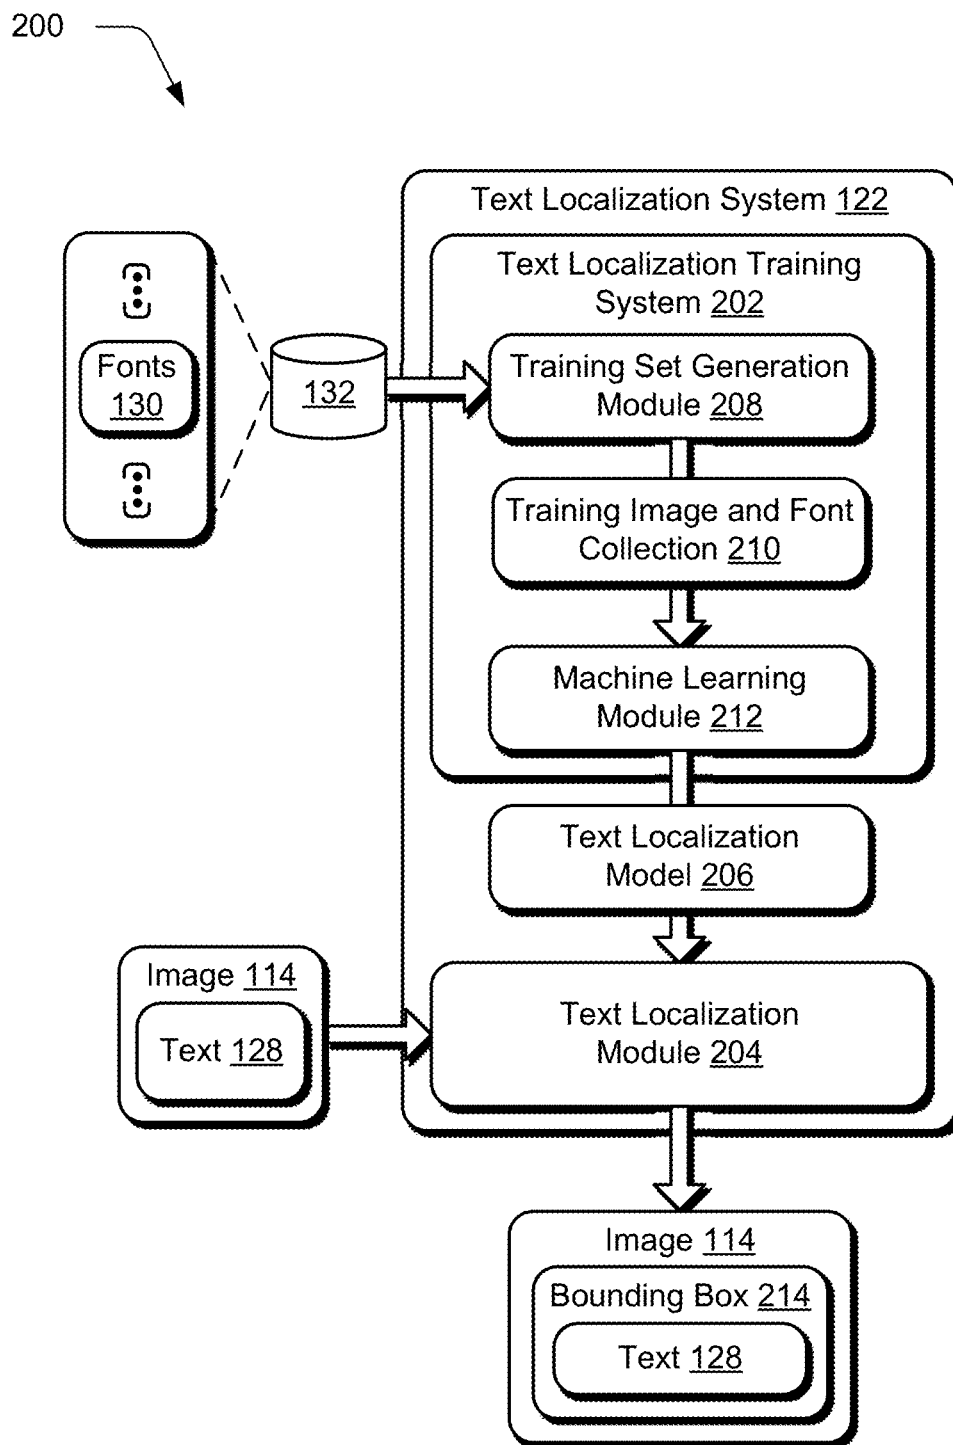 200
Text Localization System 122
Text Localization Training
System 202
Fonts
130
132
Training Set Generation
Module 208
Training Image and Font
Collection 210
Machine Learning
Module 212
Text Localization
Model 206
Image 114
Text 128
Text Localization
Module 204
Image 114
Bounding Box 214
Text 128